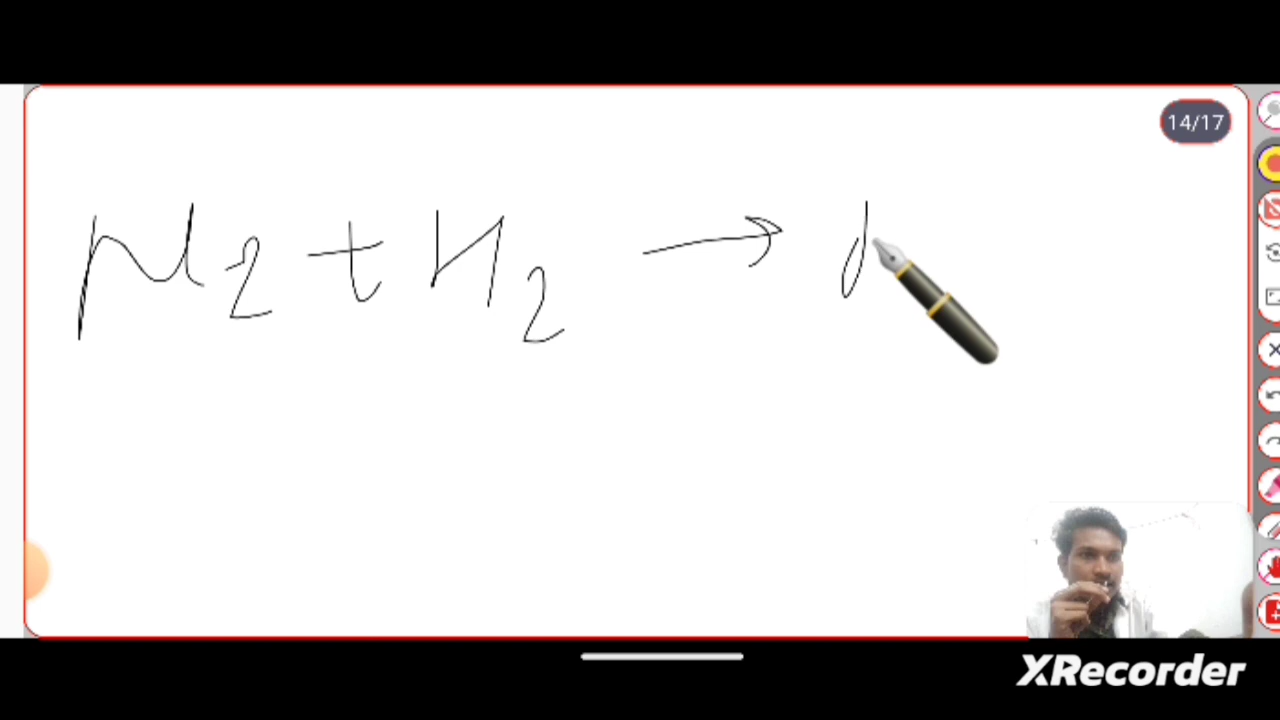 14/17
N2 + H2 →
XRecorder